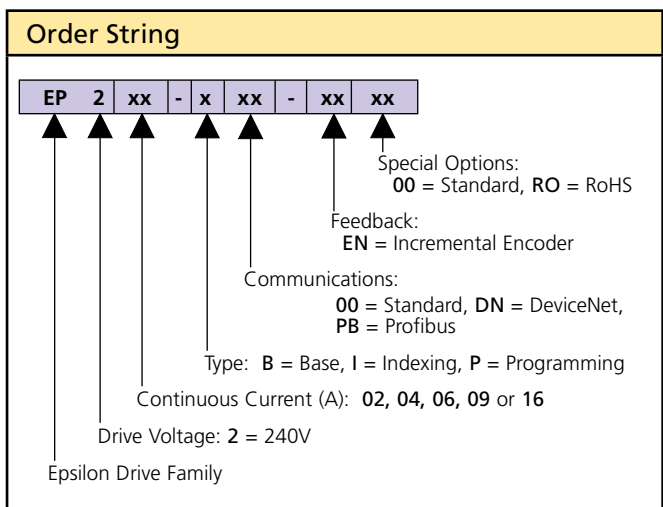 Order String
EP 2 xx - x xx - xx xx
Special Options:
00 = Standard, RO = RoHS
Feedback:
EN = Incremental Encoder
Communications:
00 = Standard, DN = DeviceNet,
PB = Profibus
Type: B = Base, I = Indexing, P = Programming
Continuous Current (A): 02, 04, 06, 09 or 16
Drive Voltage: 2 = 240V
Epsilon Drive Family